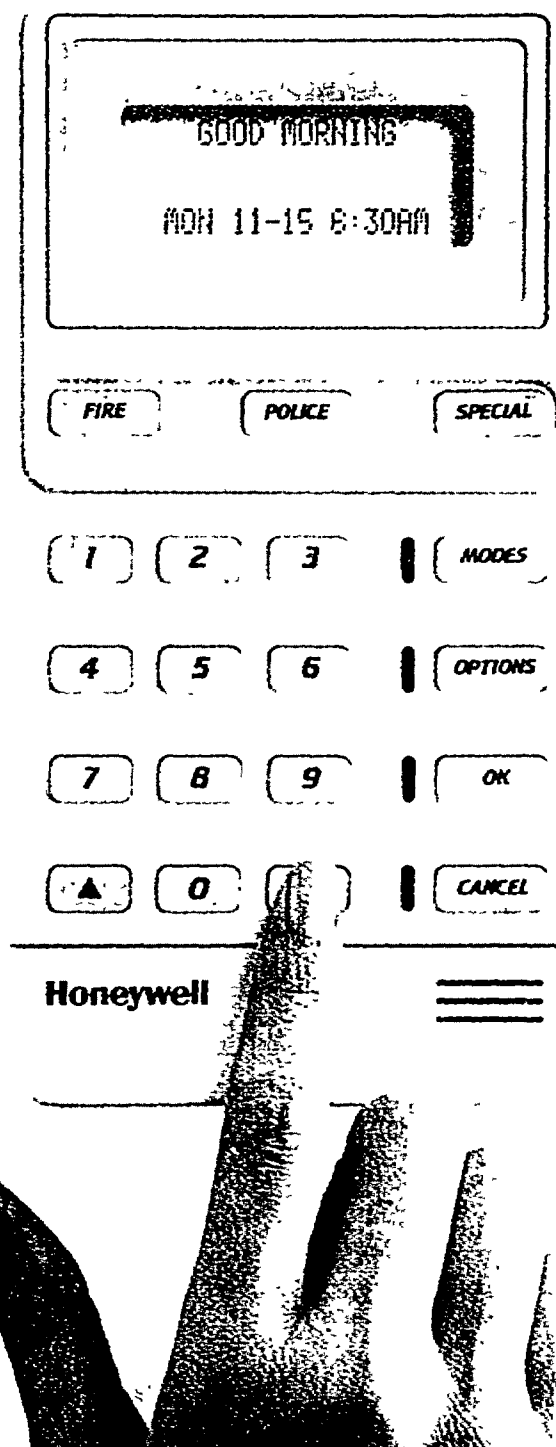 GOOD MORNING
MON 11-15 8:30AM
FIRE POLICE SPECIAL
1 2 3 MODES
4 5 6 OPTIONS
7 8 9 OK
▲ 0 CANCEL
Honeywell